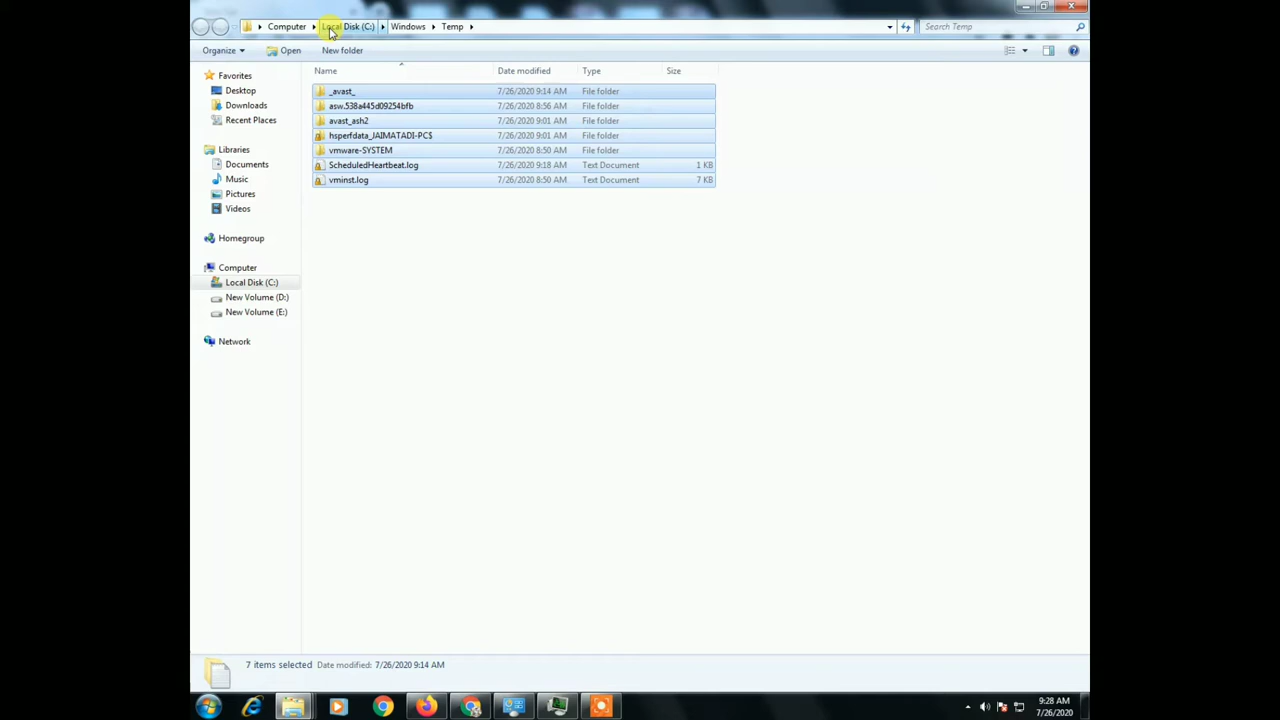 Computer Local Disk (C:) Windows Temp Search Temp
Organize Open New folder
Name Date modified Type Size
Favorites
Desktop
Downloads
Recent Places
Libraries
Documents
Music
Pictures
Videos
Homegroup
Computer
Local Disk (C:)
New Volume (D:)
New Volume (E:)
Network
_avast_ 7/26/2020 9:14 AM File folder
asw.538a445d09254bfb 7/26/2020 8:56 AM File folder
avast_ash2 7/26/2020 9:01 AM File folder
hsperfdata_JAIMATADI-PC$ 7/26/2020 9:01 AM File folder
vmware-SYSTEM 7/26/2020 8:50 AM File folder
ScheduledHeartbeat.log 7/26/2020 9:18 AM Text Document 1 KB
vminst.log 7/26/2020 8:50 AM Text Document 7 KB
7 items selected Date modified: 7/26/2020 9:14 AM
9:28 AM
7/26/2020